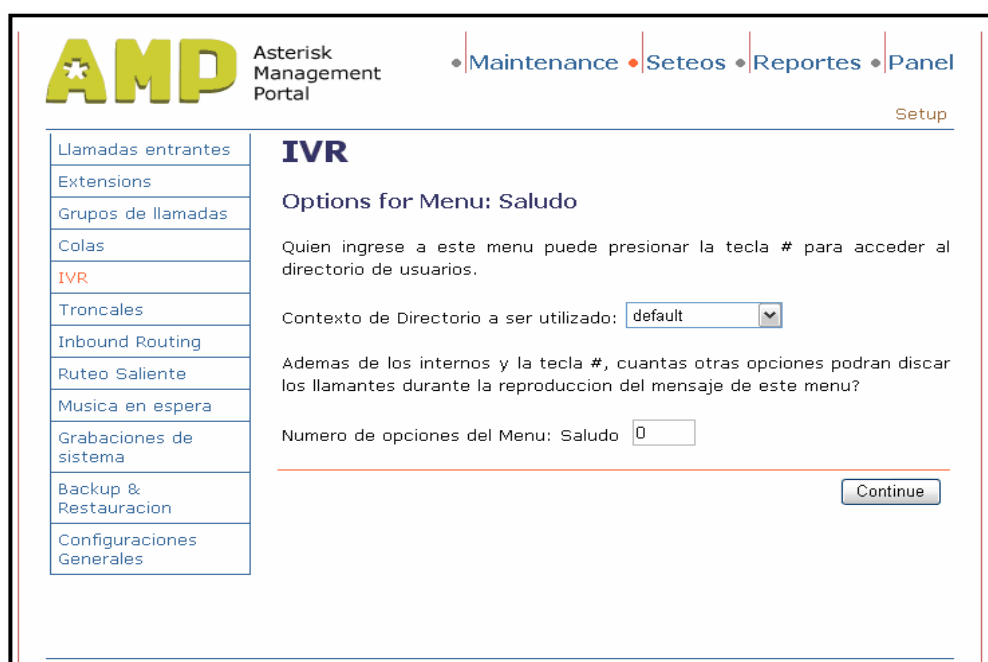 AMP
Asterisk
Management
Portal
Maintenance Seteos Reportes Panel
Setup
Llamadas entrantes
Extensions
Grupos de llamadas
Colas
IVR
Troncales
Inbound Routing
Ruteo Saliente
Musica en espera
Grabaciones de
sistema
Backup &
Restauracion
Configuraciones
Generales
IVR
Options for Menu: Saludo
Quien ingrese a este menu puede presionar la tecla # para acceder al
directorio de usuarios.
Contexto de Directorio a ser utilizado: default
Ademas de los internos y la tecla #, cuantas otras opciones podran discar
los llamantes durante la reproduccion del mensaje de este menu?
Numero de opciones del Menu: Saludo 0
Continue